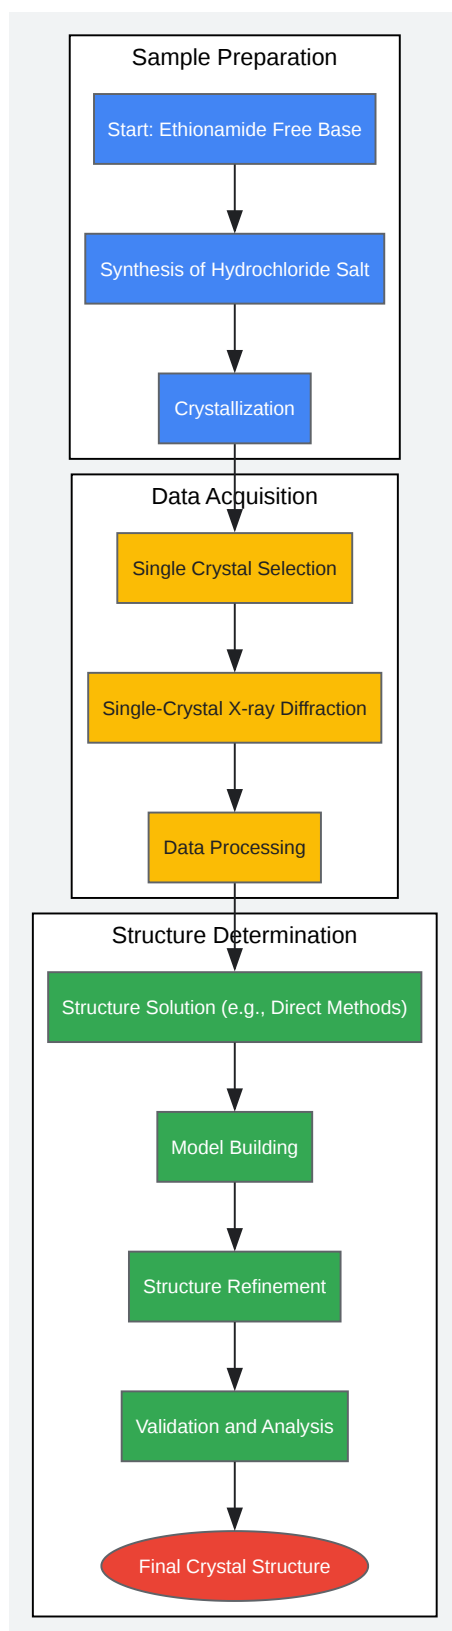 Sample Preparation
Start: Ethionamide Free Base
Synthesis of Hydrochloride Salt
Crystallization
Data Acquisition
Single Crystal Selection
Single-Crystal X-ray Diffraction
Data Processing
Structure Determination
Structure Solution (e.g., Direct Methods)
Model Building
Structure Refinement
Validation and Analysis
Final Crystal Structure